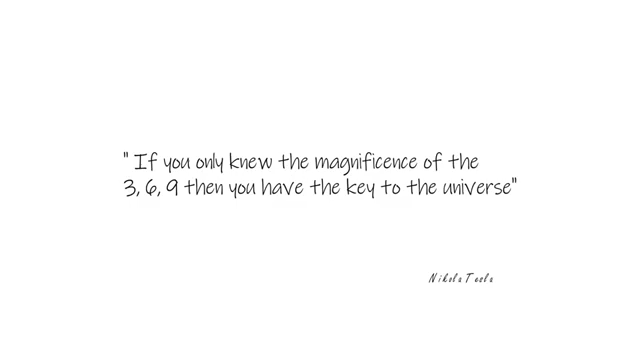 " If you only knew the magnificence of the
3, 6, 9 then you have the key to the universe"
Nikola Tesla